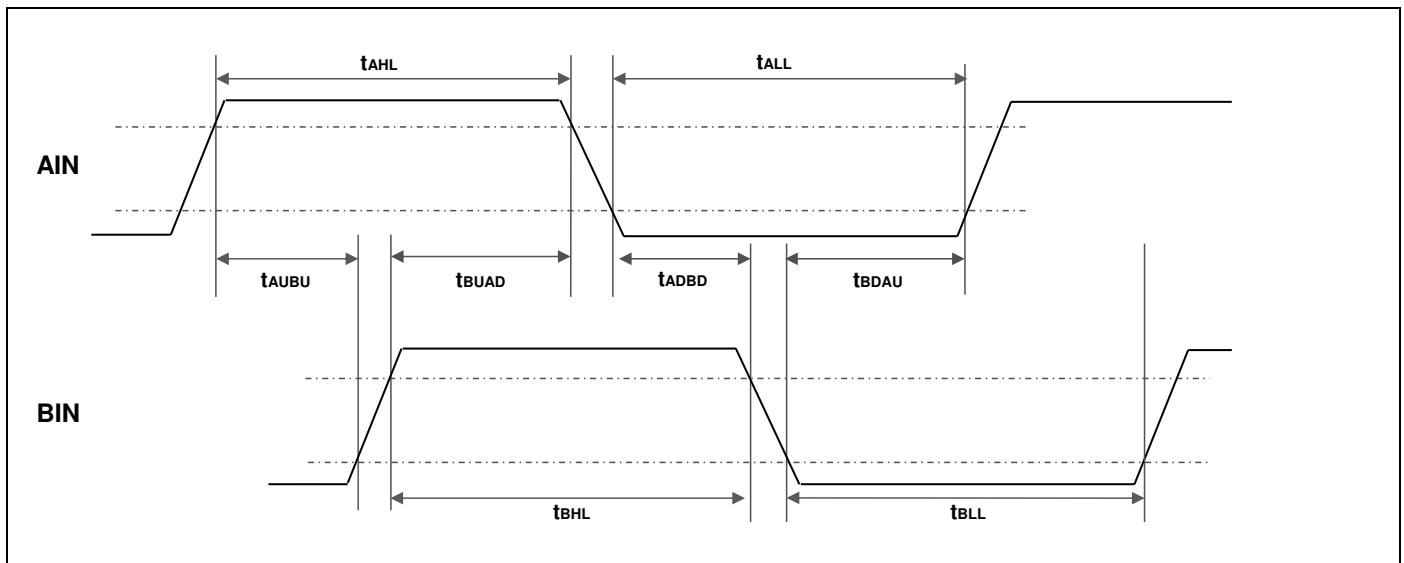 tAHL
tALL
AIN
tAUBU
tBUAD
tADBD
tBDAU
BIN
tBHL
tBLL